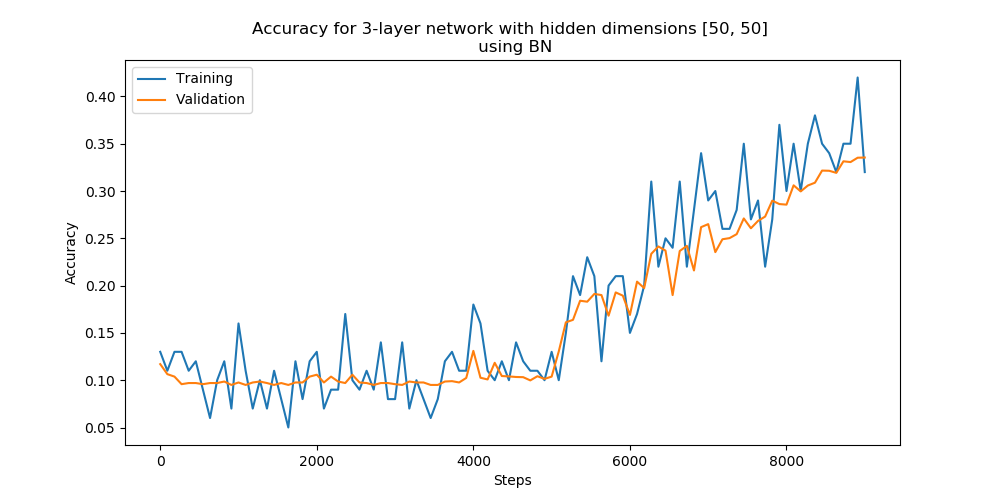 Accuracy for 3-layer network with hidden dimensions [50, 50]
using BN
Training
Validation
0.40
0.35
0.30
0.25
0.20
0.15
0.10
0.05
Accuracy
0 2000 4000 6000 8000
Steps